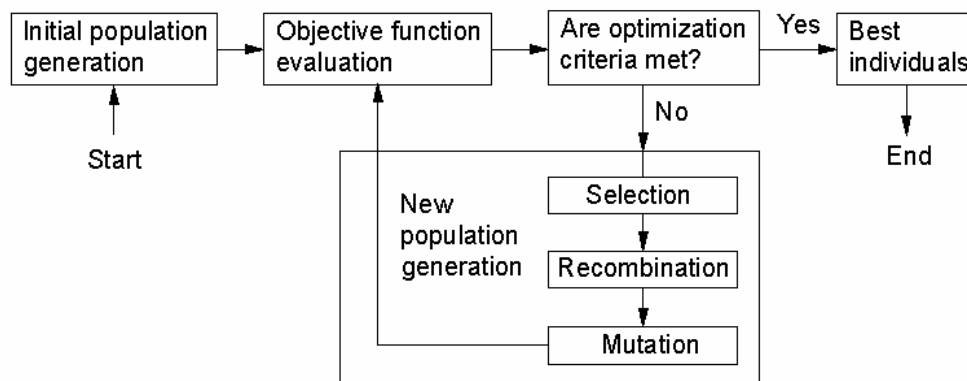 Initial population
generation
Objective function
evaluation
Are optimization
criteria met?
Yes
Best
individuals
Start
No
End
New
population
generation
Selection
Recombination
Mutation